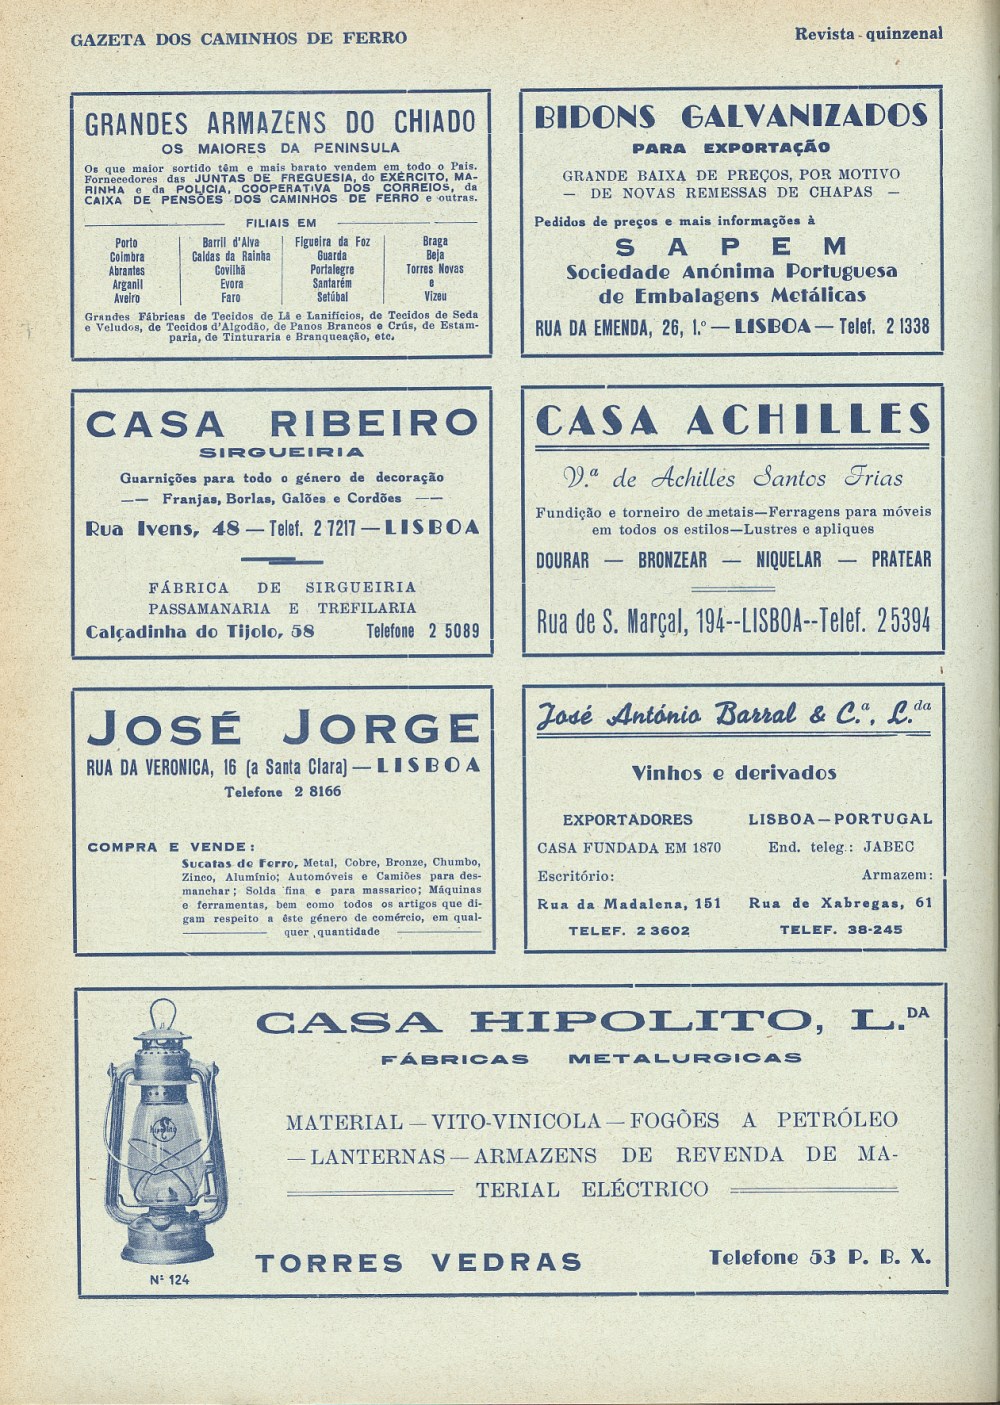 GAZETA DOS CAMINHOS DE FERRO
Revista quinzenal
GRANDES ARMAZENS DO CHIADO
OS MAIORES DA PENINSULA
Os que maior sortido têm e mais barato vendem em todo o Pais.
Fornecedores das JUNTAS DE FREGUESIA, do EXÉRCITO, MA-
RINHA e da POLICIA, COOPERATIVA DOS CORREIOS, da
CAIXA DE PENSÕES DOS CAMINHOS DE FERRO e outras.
FILIAIS EM
Porto
Coimbra
Abrantes
Arganil
Aveiro
Barril d'Alva
Caldas da Rainha
Covilhã
Evora
Faro
Figueira da Foz
Guarda
Portalegre
Santarém
Setúbal
Braga
Beja
Torres Novas
e
Vizeu
Grandes Fábricas de Tecidos de Lã e Lanifícios, de Tecidos de Seda
e Veludos, de Tecidos d'Algodão, de Panos Brancos e Crús, de Estam-
paria, de Tinturaria e Branqueação, etc.
BIDONS GALVANIZADOS
PARA EXPORTAÇÃO
GRANDE BAIXA DE PREÇOS, POR MOTIVO
— DE NOVAS REMESSAS DE CHAPAS —
Pedidos de preços e mais informações à
SAPEM
Sociedade Anónima Portuguesa
de Embalagens Metálicas
RUA DA EMENDA, 26, 1.º — LISBOA — Telef. 2 1338
CASA RIBEIRO
SIRGUEIRIA
Guarnições para todo o género de decoração
—— Franjas, Borlas, Galões e Cordões ——
Rua Ivens, 48 — Telef. 2 7217 — LISBOA
FÁBRICA DE SIRGUEIRIA
PASSAMANARIA E TREFILARIA
Calçadinha do Tijolo, 58 Telefone 2 5089
CASA ACHILLES
V.ª de Achilles Santos Frias
Fundição e torneiro de metais—Ferragens para móveis
em todos os estilos—Lustres e apliques
DOURAR — BRONZEAR — NIQUELAR — PRATEAR
Rua de S. Marçal, 194--LISBOA--Telef. 25394
JOSÉ JORGE
RUA DA VERONICA, 16 (a Santa Clara) — LISBOA
Telefone 2 8166
COMPRA E VENDE:
Sucatas de Ferro, Metal, Cobre, Bronze, Chumbo,
Zinco, Alumínio; Automóveis e Camiões para des-
manchar; Solda fina e para massarico; Máquinas
e ferramentas, bem como todos os artigos que di-
gam respeito a êste género de comércio, em qual-
quer quantidade
José António Barral & C.ª, L.da
Vinhos e derivados
EXPORTADORES
CASA FUNDADA EM 1870
Escritório:
Rua da Madalena, 151
TELEF. 2 3602
LISBOA—PORTUGAL
End. teleg.: JABEC
Armazem:
Rua de Xabregas, 61
TELEF. 38-245
CASA HIPOLITO, L.DA
FÁBRICAS METALURGICAS
MATERIAL — VITO-VINICOLA — FOGÕES A PETRÓLEO
— LANTERNAS — ARMAZENS DE REVENDA DE MA-
TERIAL ELÉCTRICO
Nº 124
TORRES VEDRAS Telefone 53 P. B. X.